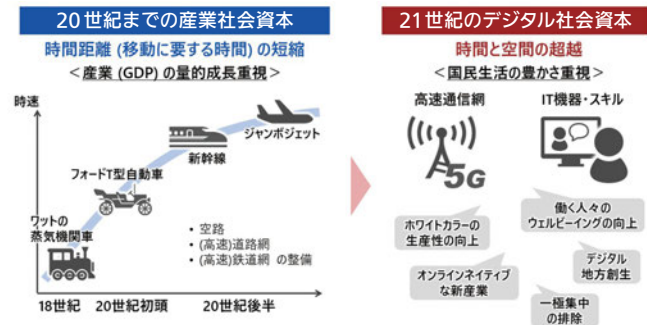 20世紀までの産業社会資本
時間距離 (移動に要する時間) の短縮
<産業 (GDP) の量的成長重視>
時速
ジャンボジェット
新幹線
フォードT型自動車
ワットの
蒸気機関車
• 空路
• (高速)道路網
• (高速)鉄道網 の整備
18世紀 20世紀初頭 20世紀後半
21世紀のデジタル社会資本
時間と空間の超越
<国民生活の豊かさ重視>
高速通信網 IT機器・スキル
5G
働く人々の
ウェルビーイングの向上
ホワイトカラーの
生産性の向上
デジタル
地方創生
オンラインネイティブ
な新産業
一極集中
の排除